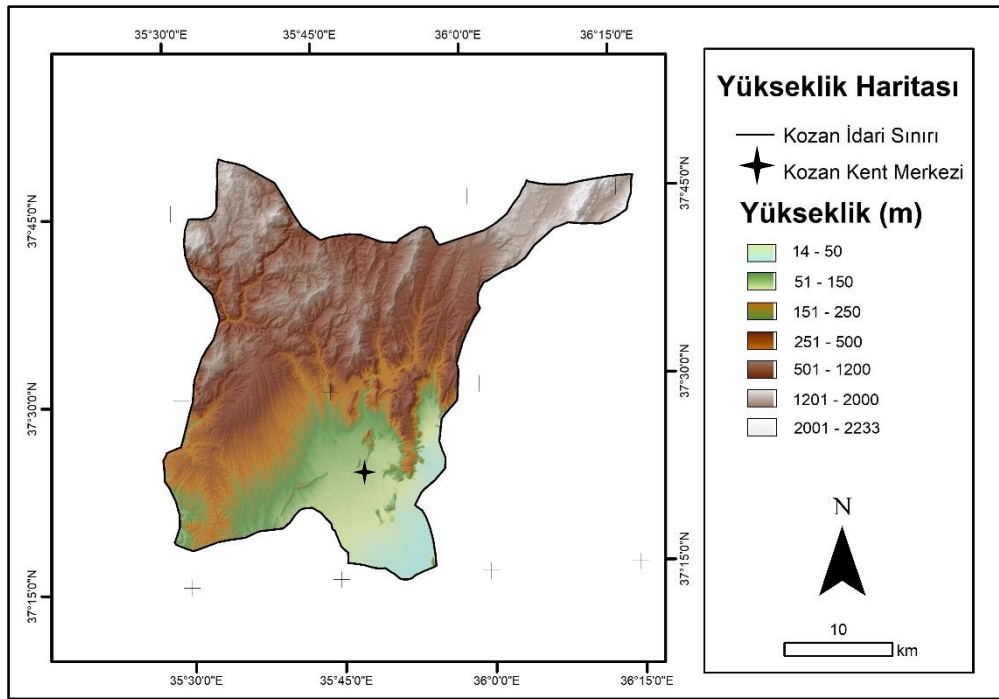 35°30'0"E 35°45'0"E 36°0'0"E 36°15'0"E
37°45'0"N
37°30'0"N
37°15'0"N
37°45'0"N
37°30'0"N
37°15'0"N
35°30'0"E 35°45'0"E 36°0'0"E 36°15'0"E
Yükseklik Haritası
Kozan İdari Sınırı
Kozan Kent Merkezi
Yükseklik (m)
14 - 50
51 - 150
151 - 250
251 - 500
501 - 1200
1201 - 2000
2001 - 2233
N
10
km